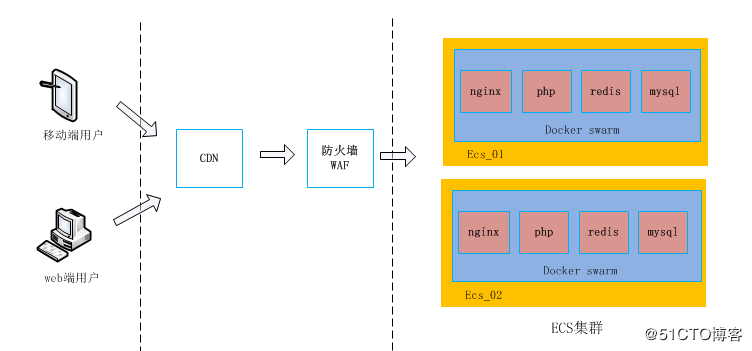 移动端用户
web端用户
CDN
防火墙
WAF
nginx
php
redis
mysql
Docker swarm
Ecs_01
nginx
php
redis
mysql
Docker swarm
Ecs_02
ECS集群
@51CTO博客